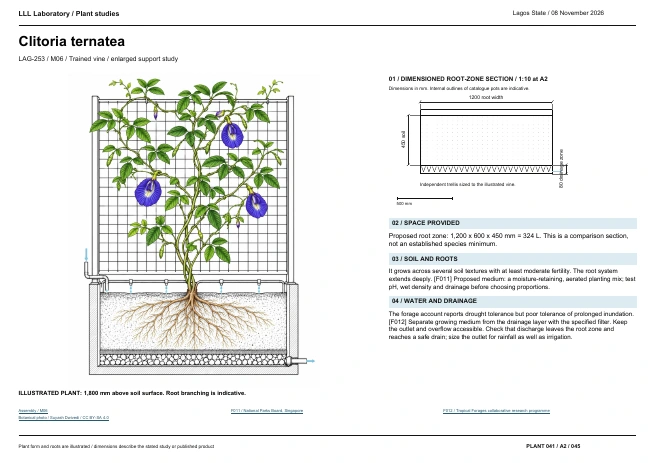 LLL Laboratory / Plant studies
Lagos State / 08 November 2026
Clitoria ternatea
LAG-253 / M06 / Trained vine / enlarged support study
01 / DIMENSIONED ROOT-ZONE SECTION / 1:10 at A2
Dimensions in mm. Internal outlines of catalogue pots are indicative.
1200 root width
450 soil
80 drainage zone
Independent trellis sized to the illustrated vine.
500 mm
02 / SPACE PROVIDED
Proposed root zone: 1,200 x 600 x 450 mm = 324 L. This is a comparison section,
not an established species minimum.
03 / SOIL AND ROOTS
It grows across several soil textures with at least moderate fertility. The root system
extends deeply. [F011] Proposed medium: a moisture-retaining, aerated planting mix; test
pH, wet density and drainage before choosing proportions.
04 / WATER AND DRAINAGE
The forage account reports drought tolerance but poor tolerance of prolonged inundation.
[F012] Separate growing medium from the drainage layer with the specified filter. Keep
the outlet and overflow accessible. Check that discharge leaves the root zone and
reaches a safe drain; size the outlet for rainfall as well as irrigation.
ILLUSTRATED PLANT: 1,800 mm above soil surface. Root branching is indicative.
Assembly / M06
Botanical photo / Suyash Dwivedi / CC BY-SA 4.0
F011 / National Parks Board, Singapore
F012 / Tropical Forages collaborative research programme
Plant form and roots are illustrated / dimensions describe the stated study or published product
PLANT 041 / A2 / 045